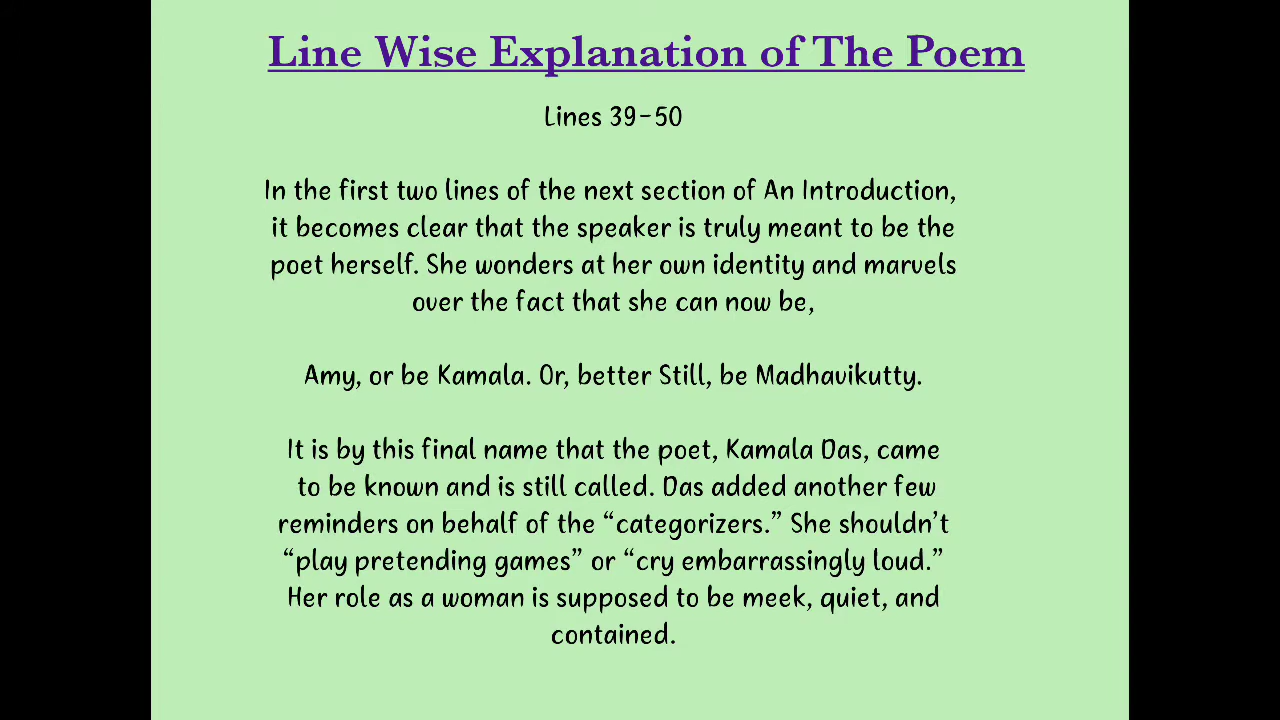 Line Wise Explanation of The Poem
Lines 39-50
In the first two lines of the next section of An Introduction,
it becomes clear that the speaker is truly meant to be the
poet herself. She wonders at her own identity and marvels
over the fact that she can now be,
Amy, or be Kamala. Or, better Still, be Madhavikutty.
It is by this final name that the poet, Kamala Das, came
to be known and is still called. Das added another few
reminders on behalf of the “categorizers.” She shouldn’t
“play pretending games” or “cry embarrassingly loud.”
Her role as a woman is supposed to be meek, quiet, and
contained.